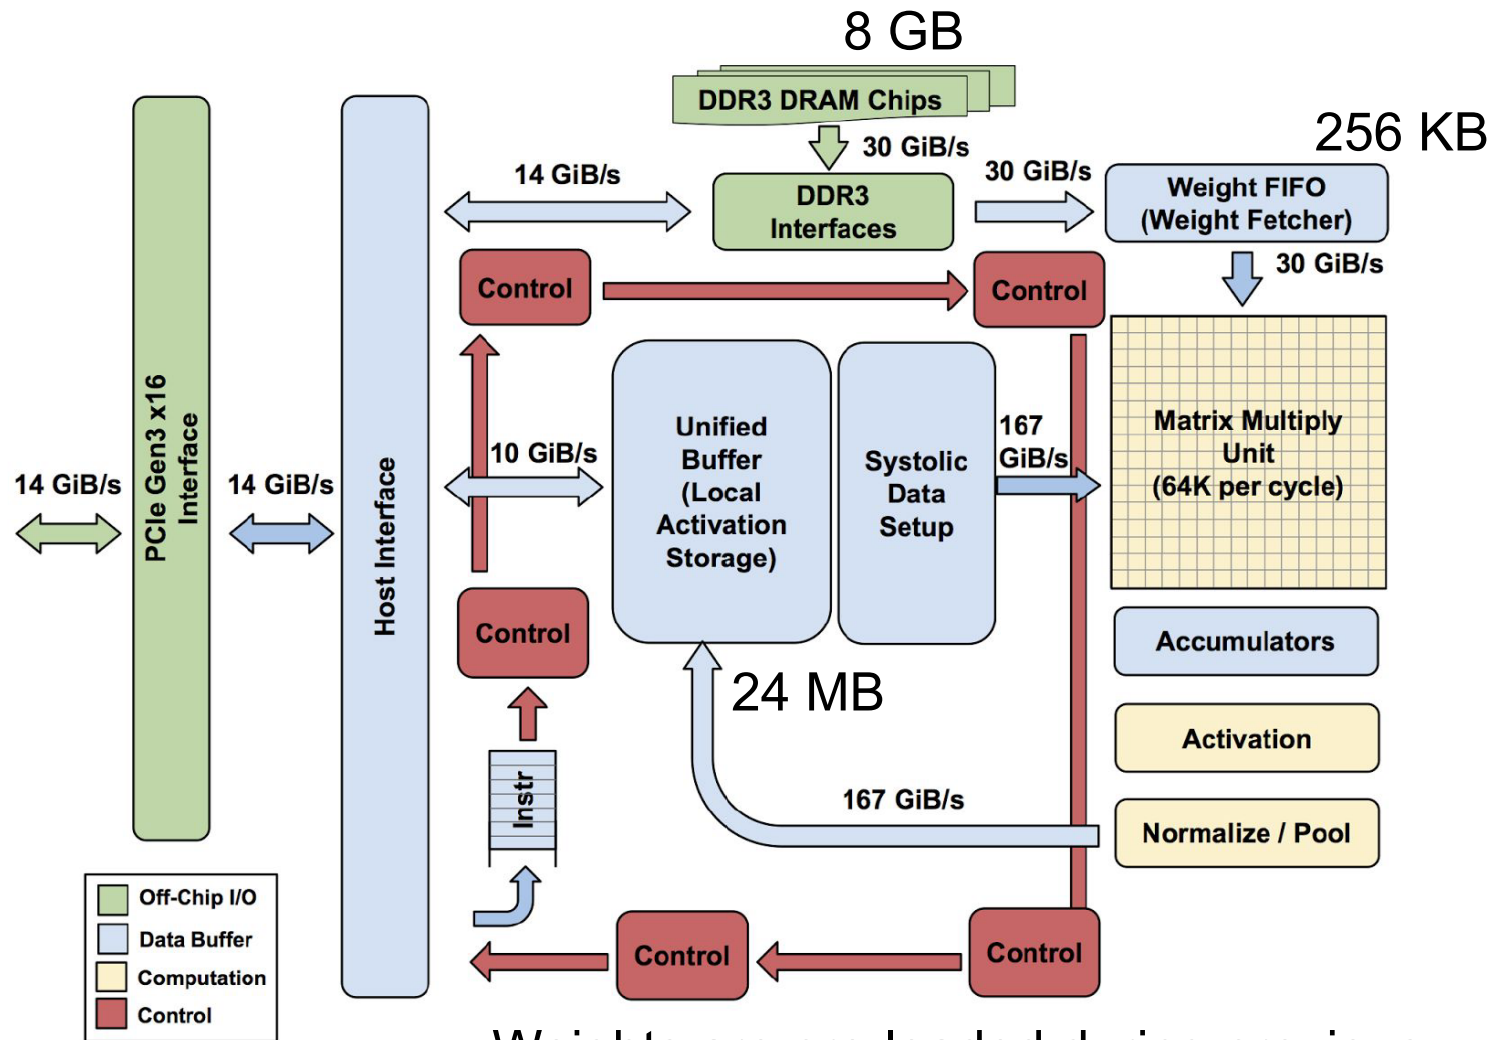 8 GB
DDR3 DRAM Chips
256 KB
30 GiB/s
14 GiB/s
30 GiB/s
DDR3
Interfaces
Weight FIFO
(Weight Fetcher)
30 GiB/s
Control
Control
PCIe Gen3 x16
Interface
Host Interface
14 GiB/s
14 GiB/s
10 GiB/s
Unified
Buffer
(Local
Activation
Storage)
Systolic
Data
Setup
167
GiB/s
Matrix Multiply
Unit
(64K per cycle)
Control
24 MB
Accumulators
Activation
Instr
167 GiB/s
Normalize / Pool
Control
Control
Off-Chip I/O
Data Buffer
Computation
Control